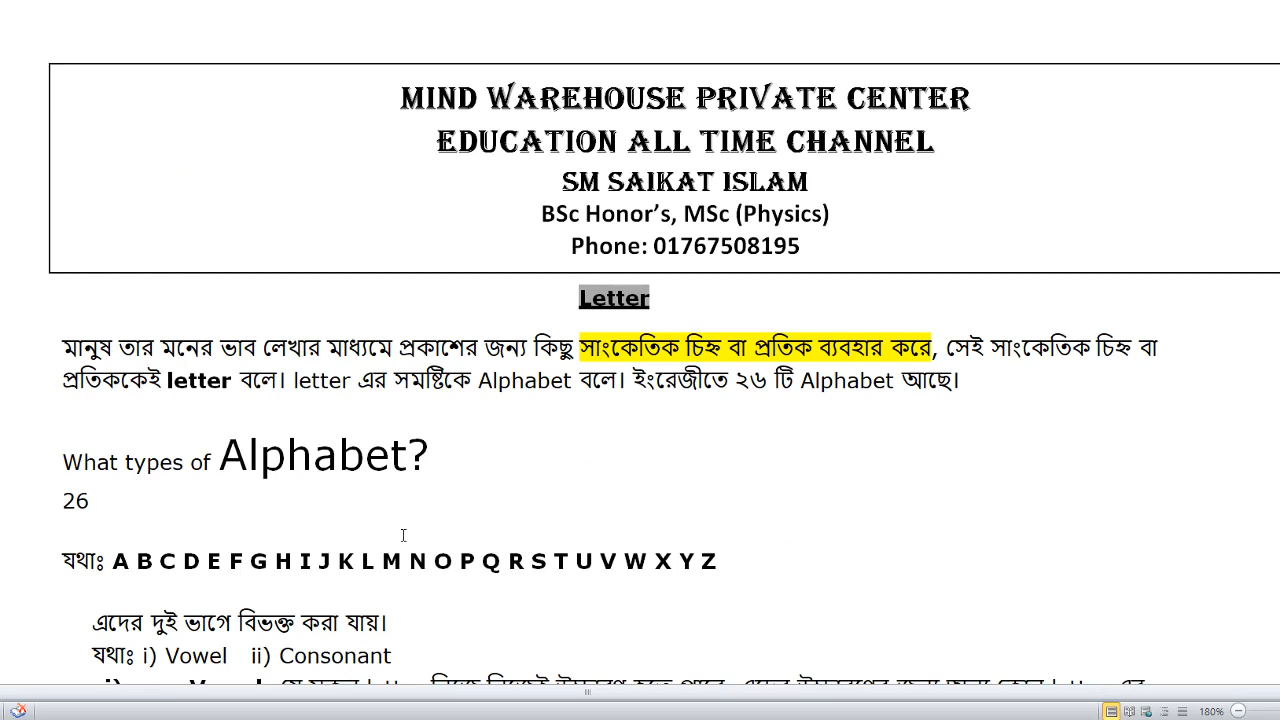 MIND WAREHOUSE PRIVATE CENTER
EDUCATION ALL TIME CHANNEL
SM SAIKAT ISLAM
BSc Honor’s, MSc (Physics)
Phone: 01767508195
Letter
মানুষ তার মনের ভাব লেখার মাধ্যমে প্রকাশের জন্য কিছু সাংকেতিক চিহ্ন বা প্রতিক ব্যবহার করে, সেই সাংকেতিক চিহ্ন বা
প্রতিককেই letter বলে। letter এর সমষ্টিকে Alphabet বলে। ইংরেজীতে ২৬ টি Alphabet আছে।
What types of Alphabet?
26
যথাঃ A B C D E F G H I J K L M N O P Q R S T U V W X Y Z
এদের দুই ভাগে বিভক্ত করা যায়।
যথাঃ i) Vowel ii) Consonant
180%